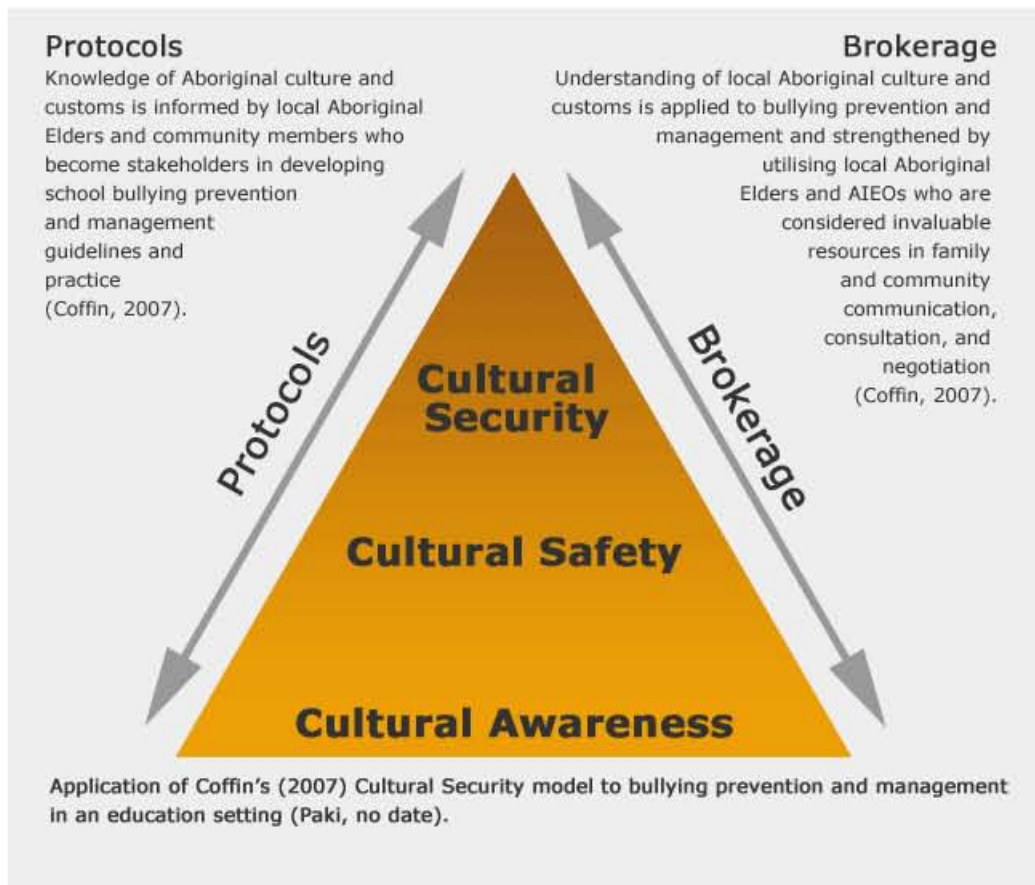 Protocols
Knowledge of Aboriginal culture and
customs is informed by local Aboriginal
Elders and community members who
become stakeholders in developing
school bullying prevention
and management
guidelines and
practice
(Coffin, 2007).
Brokerage
Understanding of local Aboriginal culture and
customs is applied to bullying prevention and
management and strengthened by
utilising local Aboriginal
Elders and AIEOs who are
considered invaluable
resources in family
and community
communication,
consultation, and
negotiation
(Coffin, 2007).
Protocols
Brokerage
Cultural
Security
Cultural Safety
Cultural Awareness
Application of Coffin's (2007) Cultural Security model to bullying prevention and management
in an education setting (Paki, no date).